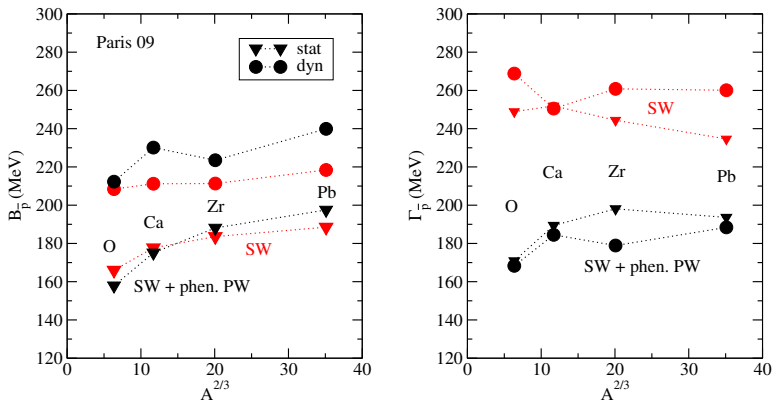 300
280
260
240
220
200
180
160
140
120
B_p̄ (MeV)
Paris 09
stat
dyn
O
Ca
Zr
Pb
SW
SW + phen. PW
0
10
20
30
40
A^2/3
300
280
260
240
220
200
180
160
140
120
Γ_p̄ (MeV)
SW
O
Ca
Zr
Pb
SW + phen. PW
0
10
20
30
40
A^2/3